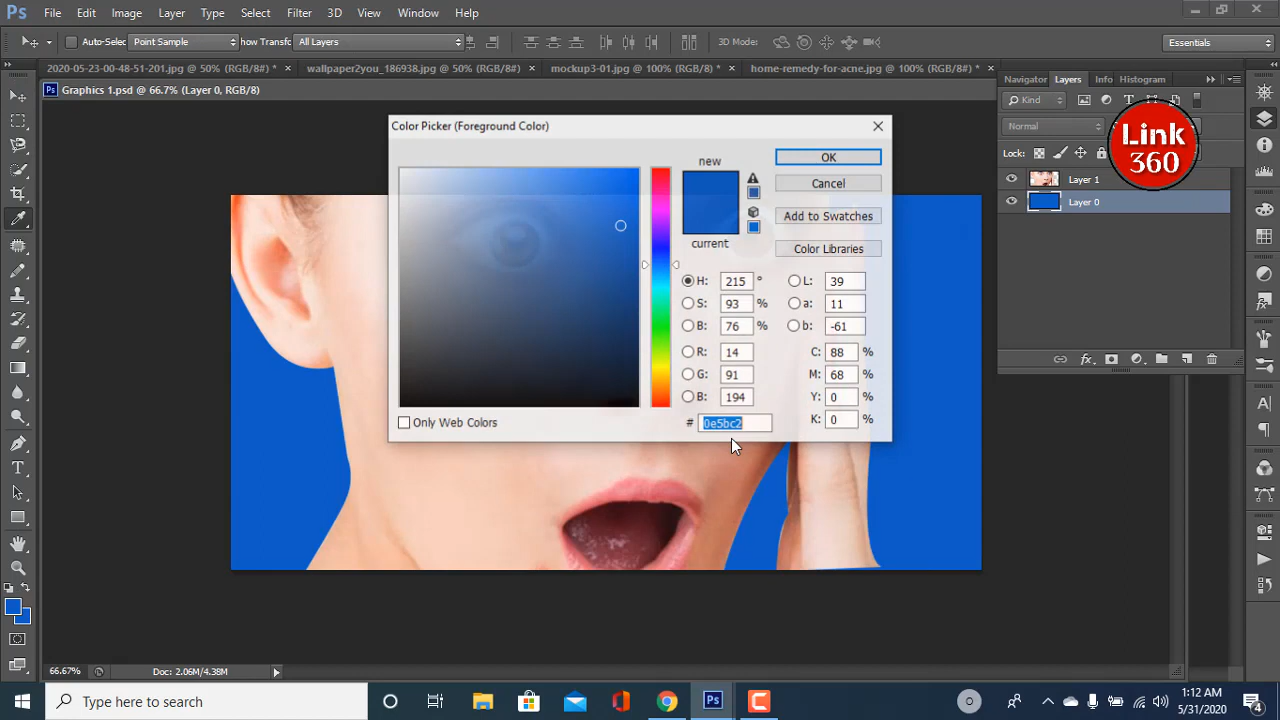 Ps File Edit Image Layer Type Select Filter 3D View Window Help
Auto-Select Point Sample how Transfo All Layers 3D Mode: Essentials
2020-05-23-00-48-51-201.jpg @ 50% (RGB/8#) * × wallpaper2you_186938.jpg @ 50% (RGB/8#) × mockup3-01.png @ 100% (RGB/8) * × home-remedy-for-acne.jpg @ 100% (RGB/8#) * ×
Navigator Layers Info Histogram
Ps Graphics 1.psd @ 66.7% (Layer 0, RGB/8)
Kind
Normal
Lock:
Link
360
Layer 1
Layer 0
Color Picker (Foreground Color)
new
current
OK
Cancel
Add to Swatches
Color Libraries
H: 215 °
S: 93 %
B: 76 %
R: 14
G: 91
B: 194
# 0e5bc2
L: 39
a: 11
b: -61
C: 88 %
M: 68 %
Y: 0 %
K: 0 %
Only Web Colors
66.67% Doc: 2.06M/4.38M
Type here to search
Ps
1:12 AM
5/31/2020
4